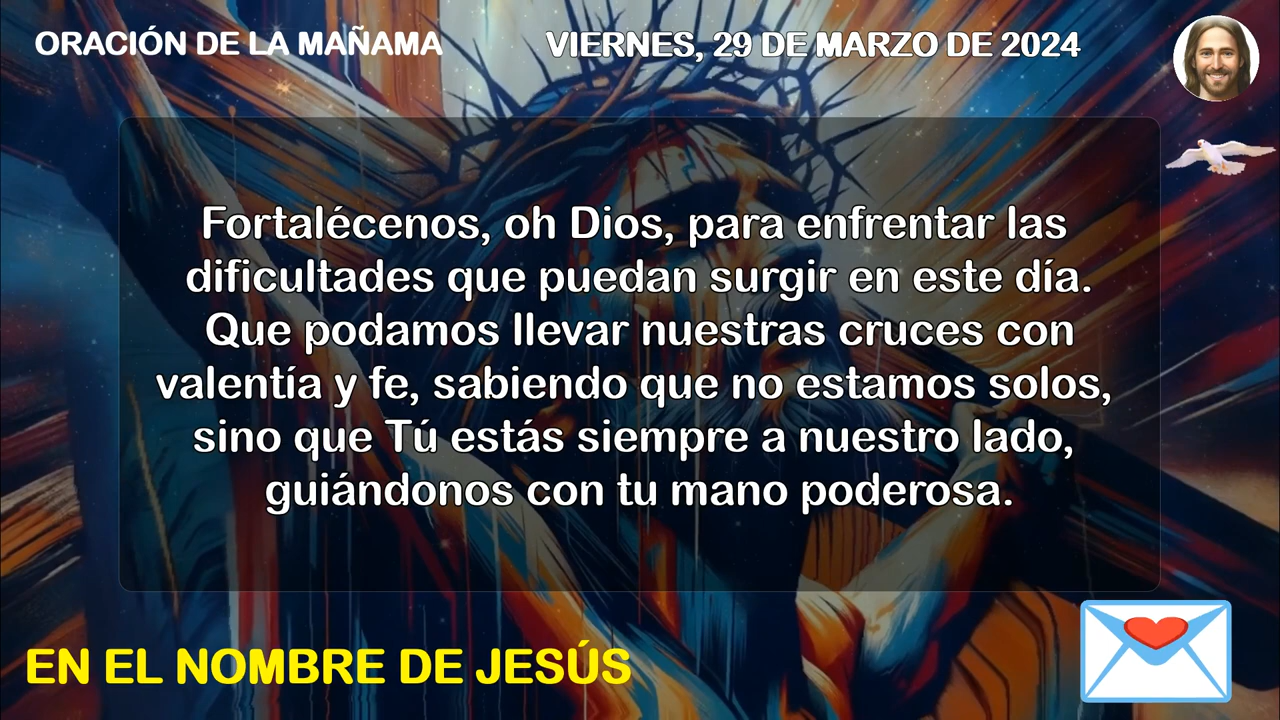 ORACIÓN DE LA MAÑAMA
VIERNES, 29 DE MARZO DE 2024
Fortalécenos, oh Dios, para enfrentar las
dificultades que puedan surgir en este día.
Que podamos llevar nuestras cruces con
valentía y fe, sabiendo que no estamos solos,
sino que Tú estás siempre a nuestro lado,
guiándonos con tu mano poderosa.
EN EL NOMBRE DE JESÚS